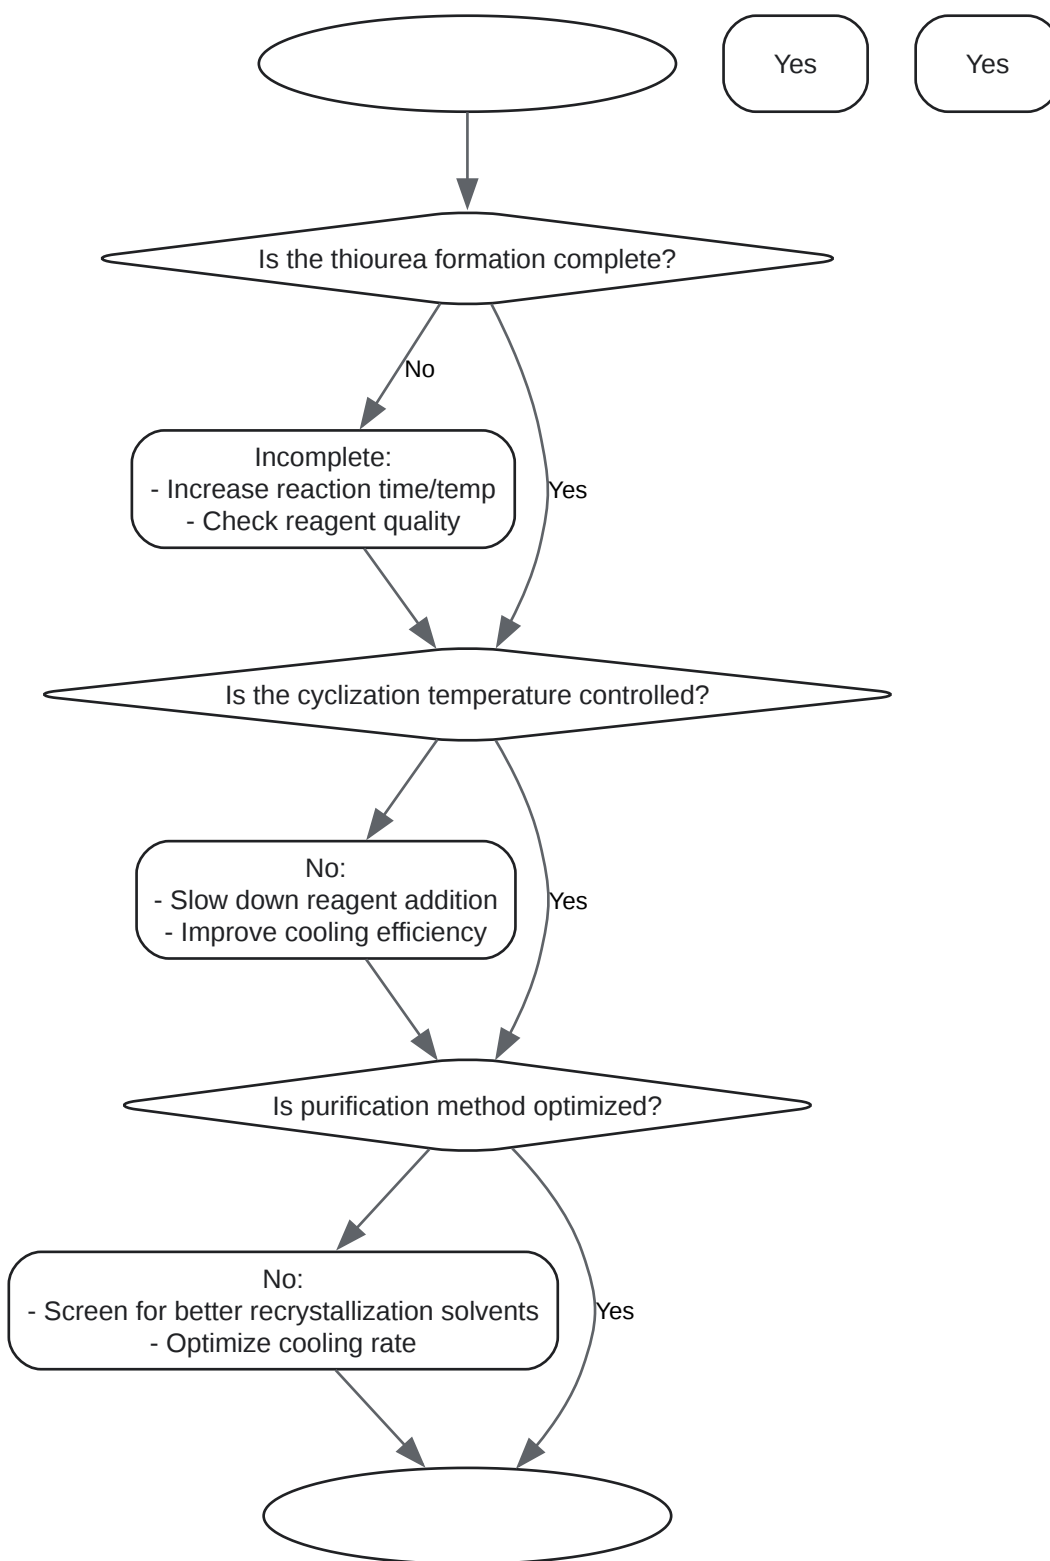 Yes
Yes
Is the thiourea formation complete?
No
Incomplete:
- Increase reaction time/temp
- Check reagent quality
Yes
Is the cyclization temperature controlled?
No:
- Slow down reagent addition
- Improve cooling efficiency
Yes
Is purification method optimized?
No:
- Screen for better recrystallization solvents
- Optimize cooling rate
Yes